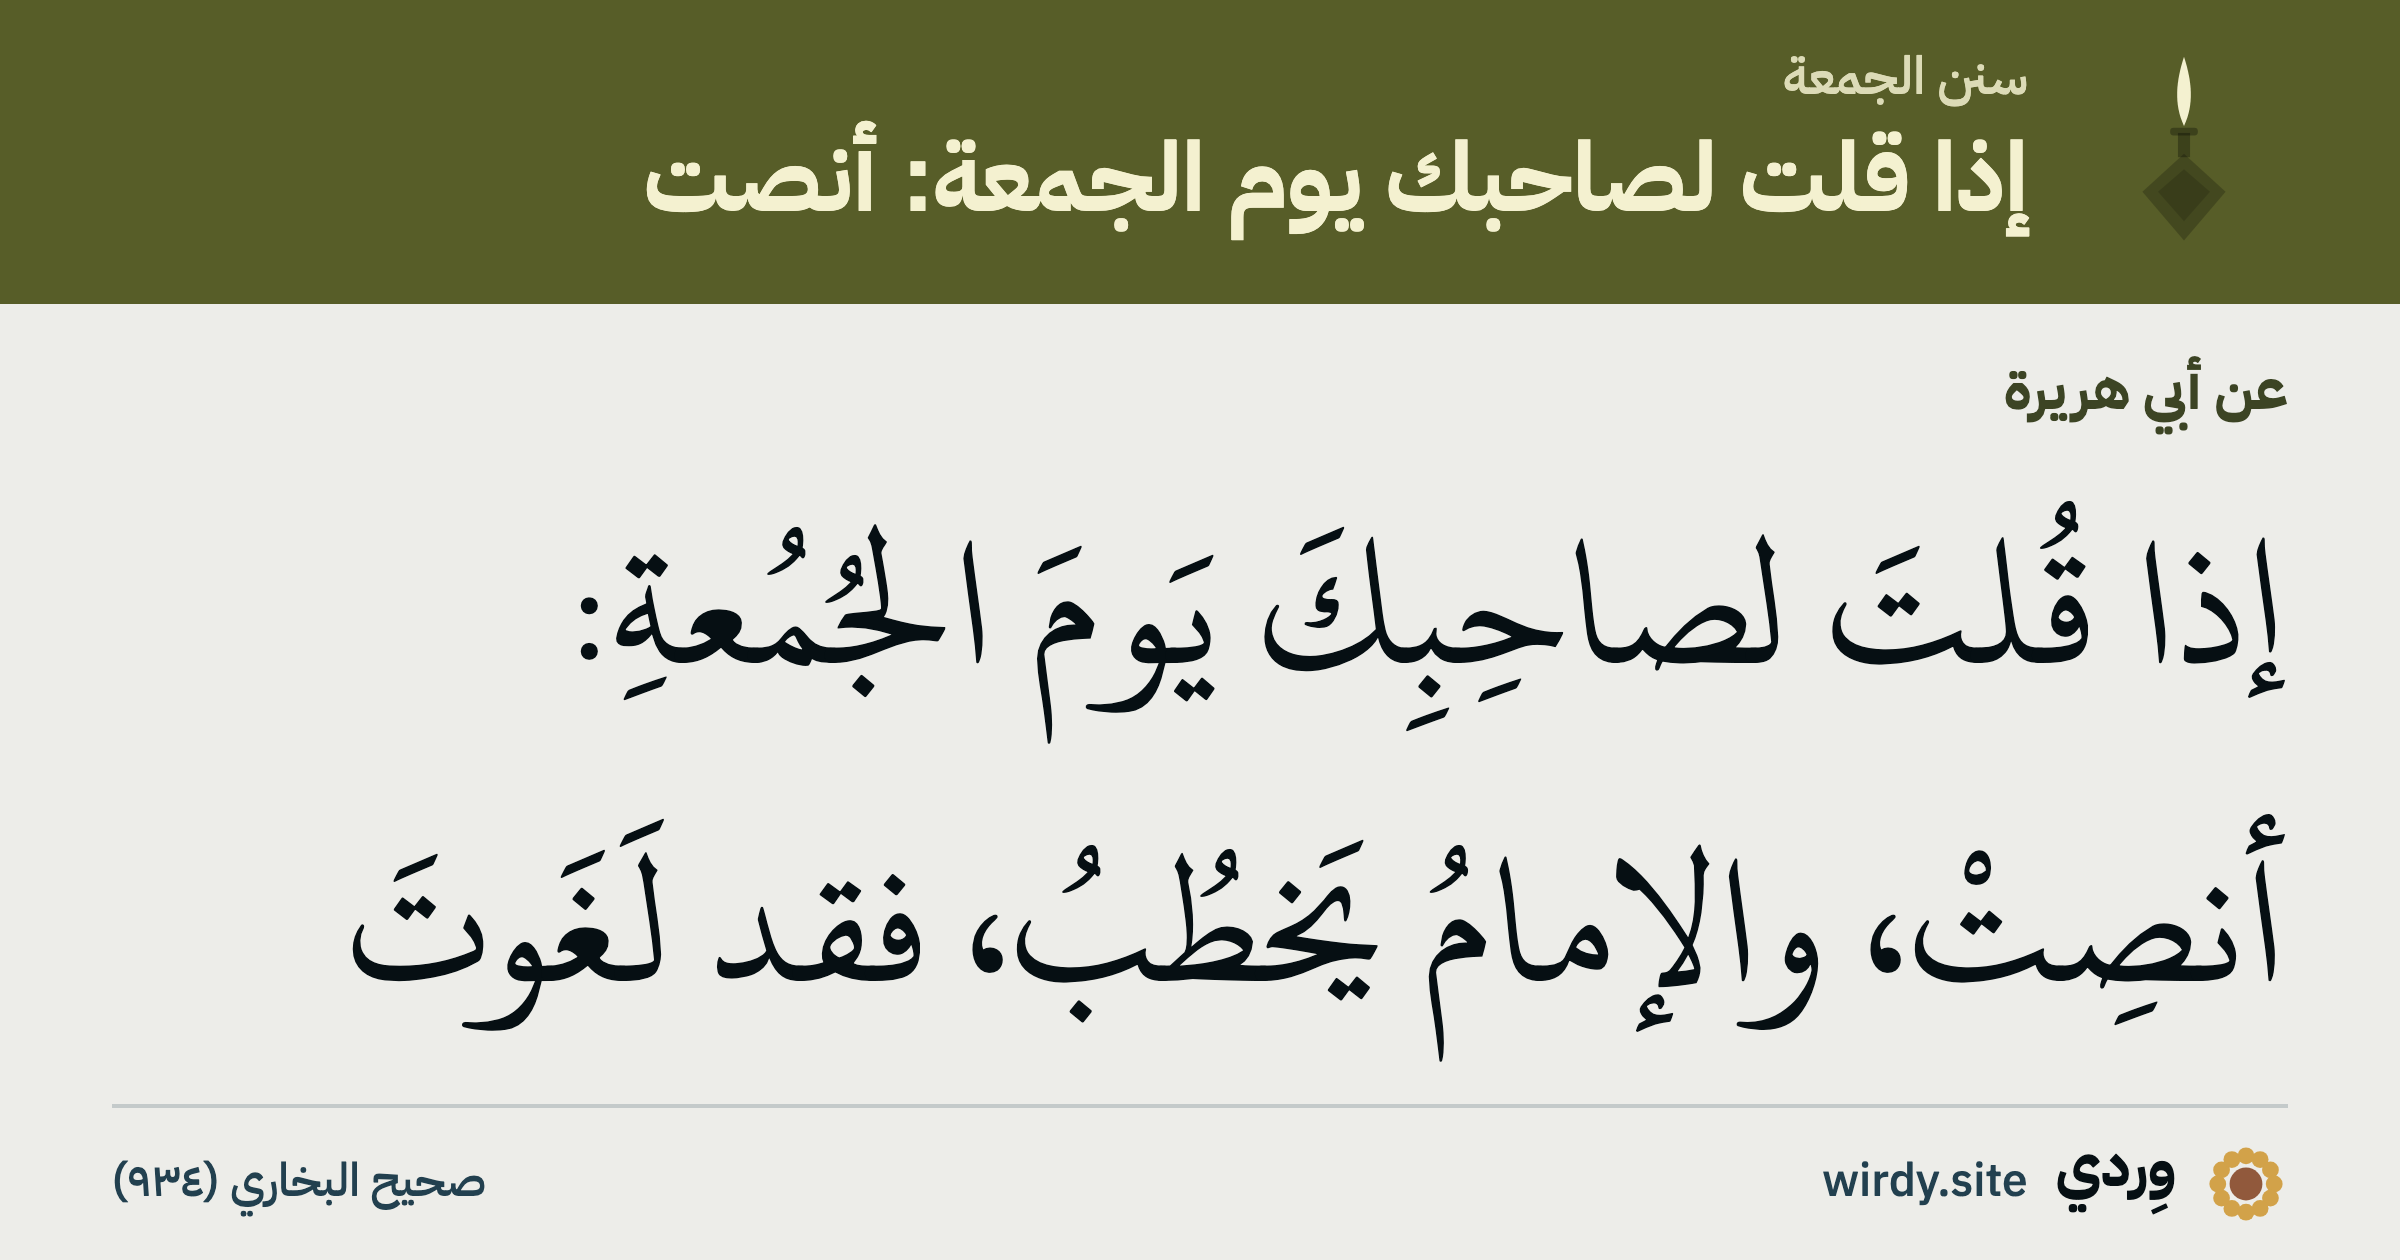 سنن الجمعة
إذا قلت لصاحبك يوم الجمعة: أنصت
عن أبي هريرة
إذا قُلتَ لصاحِبِكَ يَومَ الجُمُعةِ:
أنصِتْ، والإمامُ يَخطُبُ، فقد لَغَوتَ
وِردي wirdy.site
صحيح البخاري (٩٣٤)